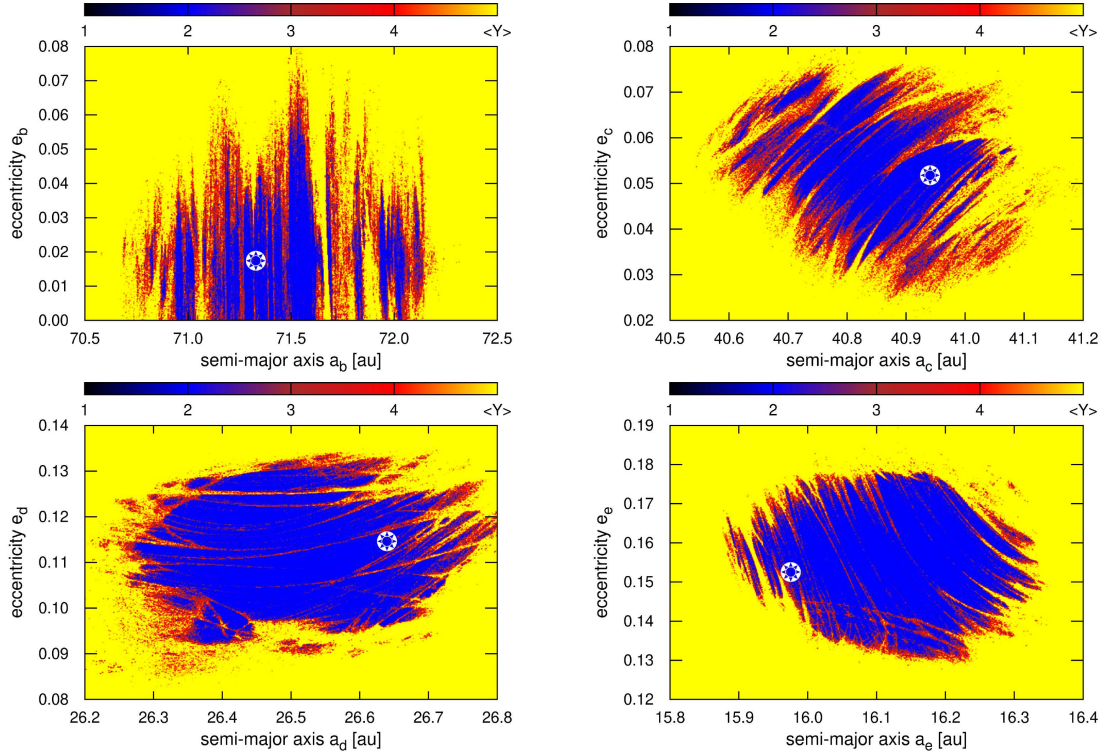 1 2 3 4 <Y>
0.08
0.07
0.06
0.05
0.04
0.03
0.02
0.01
0.00
eccentricity e_b
70.5 71.0 71.5 72.0 72.5
semi-major axis a_b [au]
1 2 3 4 <Y>
0.08
0.07
0.06
0.05
0.04
0.03
0.02
eccentricity e_c
40.5 40.6 40.7 40.8 40.9 41.0 41.1 41.2
semi-major axis a_c [au]
1 2 3 4 <Y>
0.14
0.13
0.12
0.11
0.10
0.09
0.08
eccentricity e_d
26.2 26.3 26.4 26.5 26.6 26.7 26.8
semi-major axis a_d [au]
1 2 3 4 <Y>
0.19
0.18
0.17
0.16
0.15
0.14
0.13
0.12
eccentricity e_e
15.8 15.9 16.0 16.1 16.2 16.3 16.4
semi-major axis a_e [au]